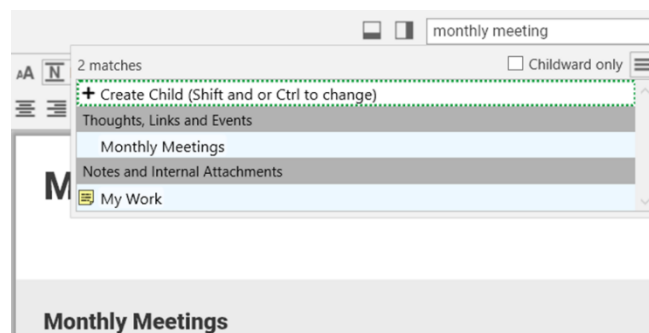 monthly meeting
2 matches
Childward only
AA N
+ Create Child (Shift and or Ctrl to change)
Thoughts, Links and Events
Monthly Meetings
Notes and Internal Attachments
M
My Work
Monthly Meetings